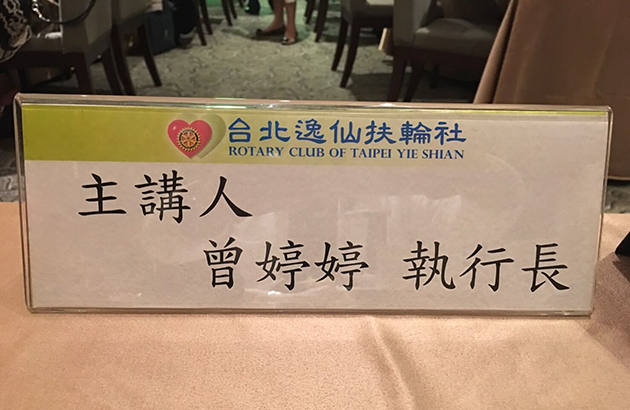 台北逸仙扶輪社
ROTARY CLUB OF TAIPEI YIE SHIAN
主講人
曾婷婷 執行長